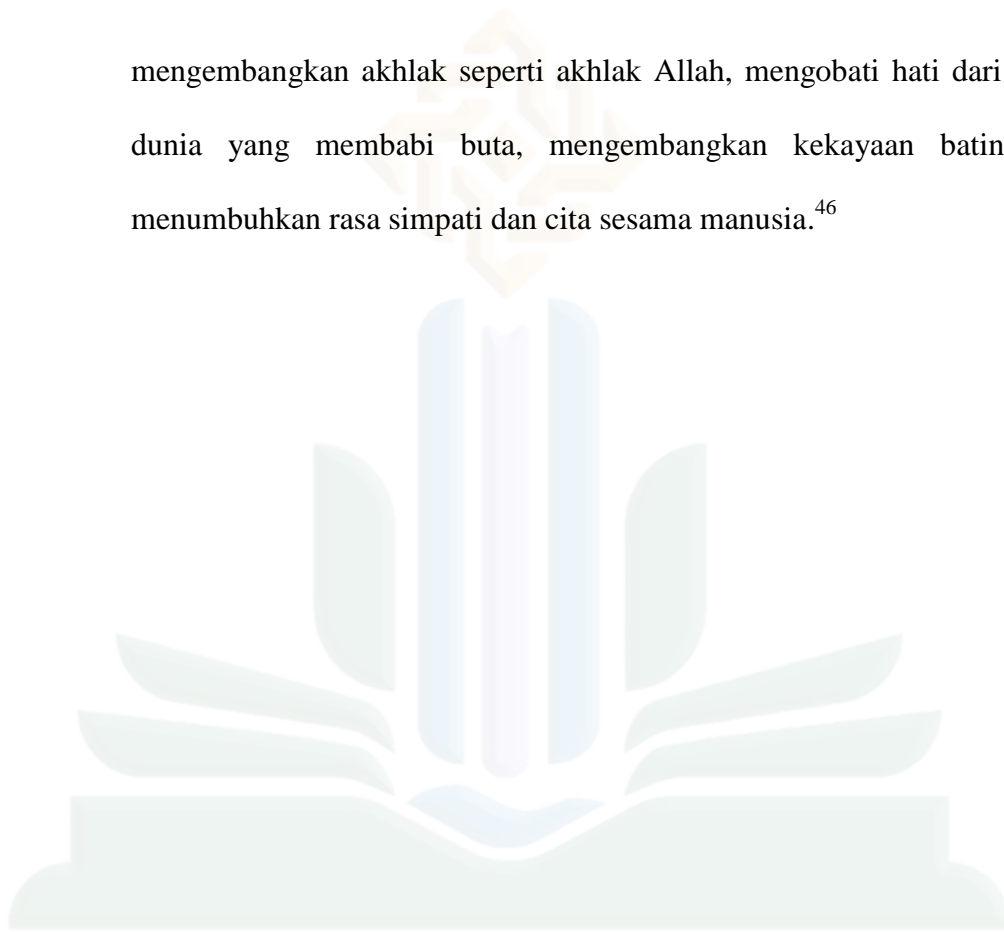 mengembangkan akhlak seperti akhlak Allah, mengobati hati dari
dunia yang membabi buta, mengembangkan kekayaan batin
menumbuhkan rasa simpati dan cita sesama manusia.46